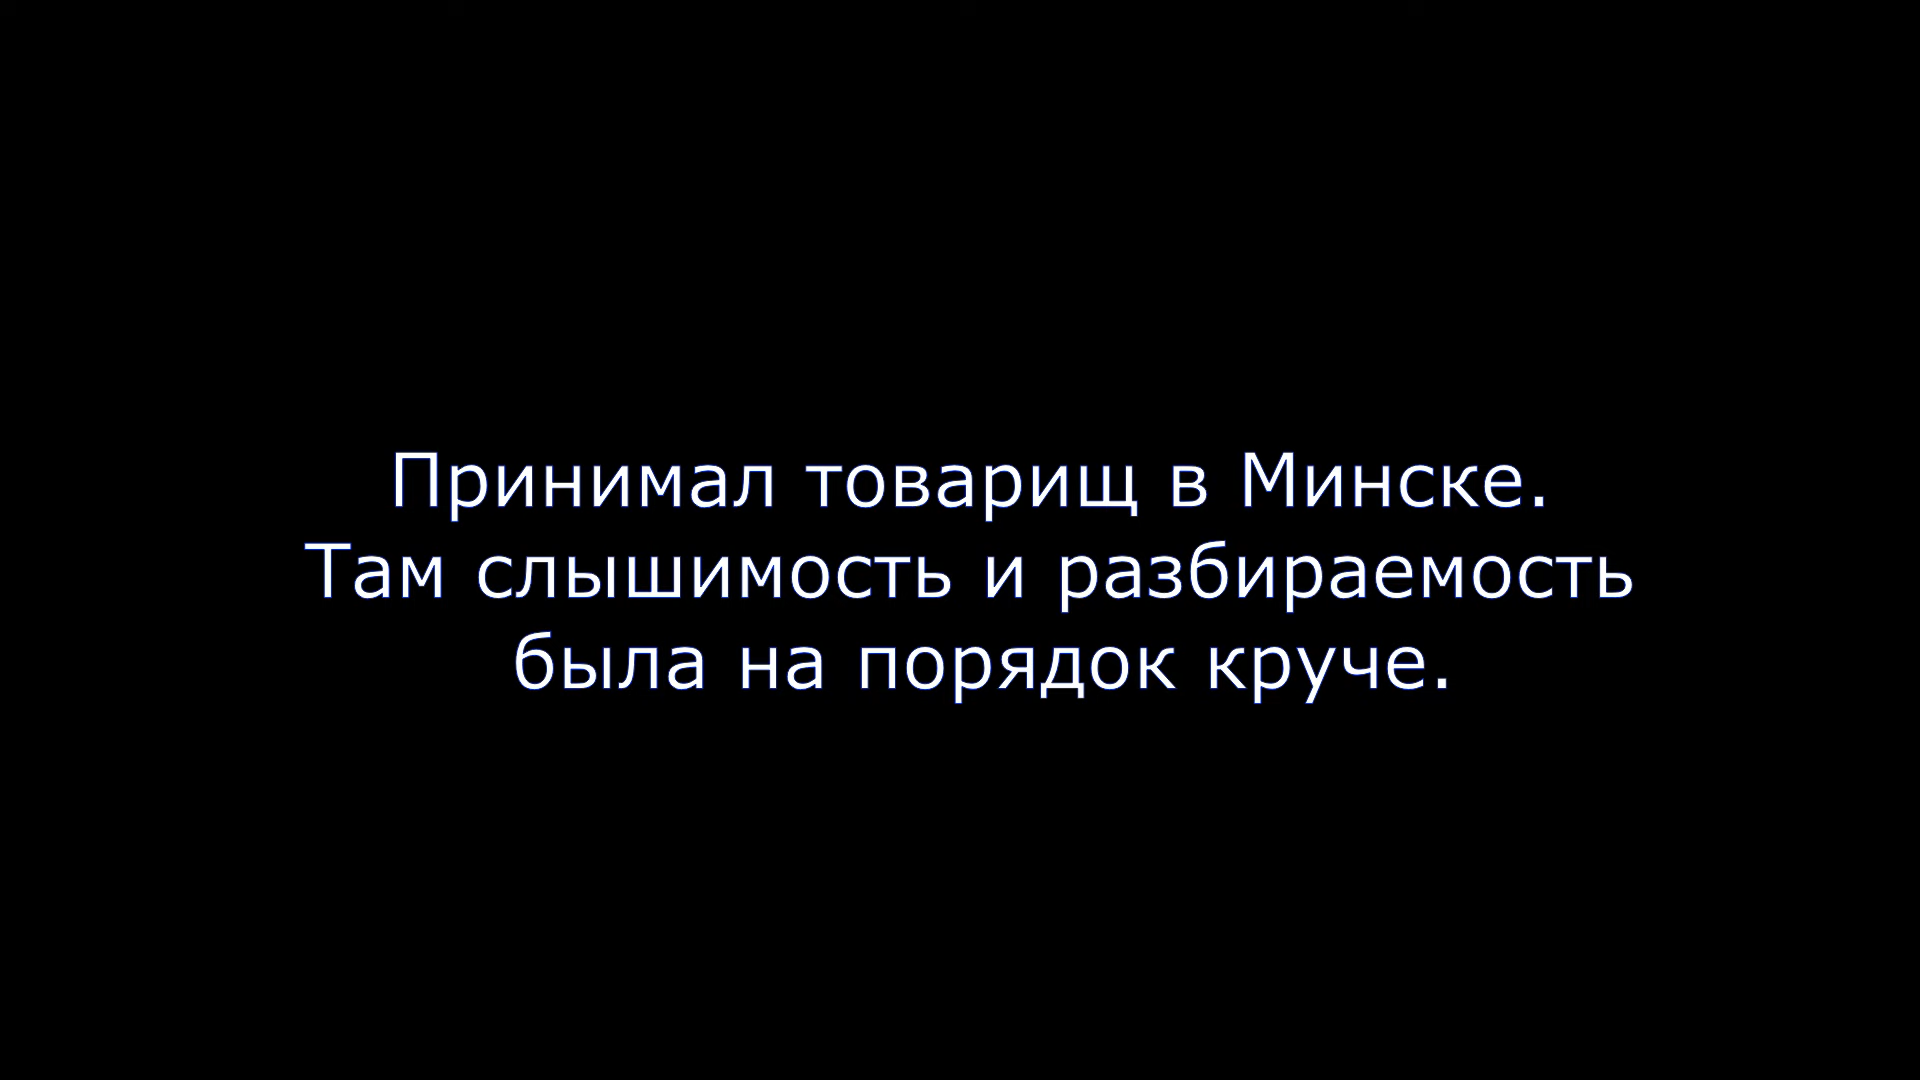 Принимал товарищ в Минске.
Там слышимость и разбираемость
была на порядок круче.